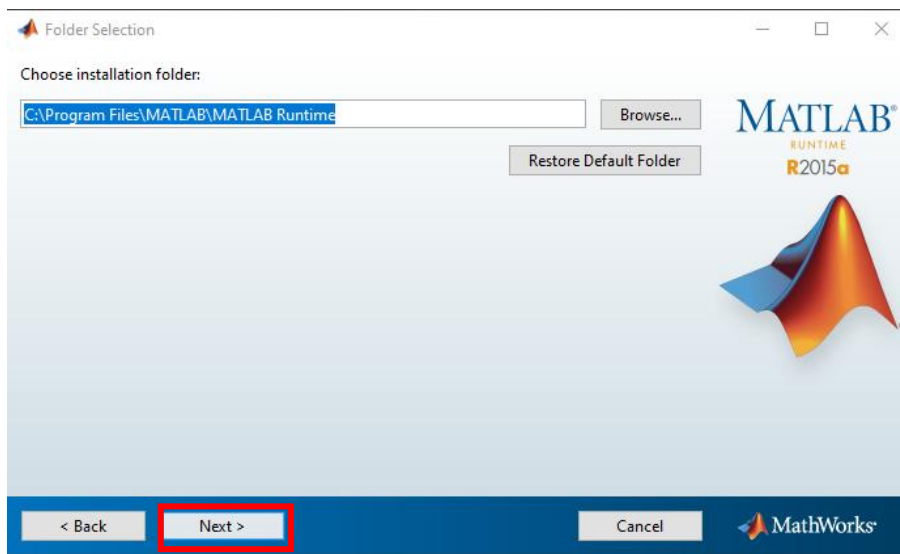 Folder Selection
Choose installation folder:
C:\Program Files\MATLAB\MATLAB Runtime
Browse...
Restore Default Folder
MATLAB®
RUNTIME
R2015a
< Back
Next >
Cancel
MathWorks®